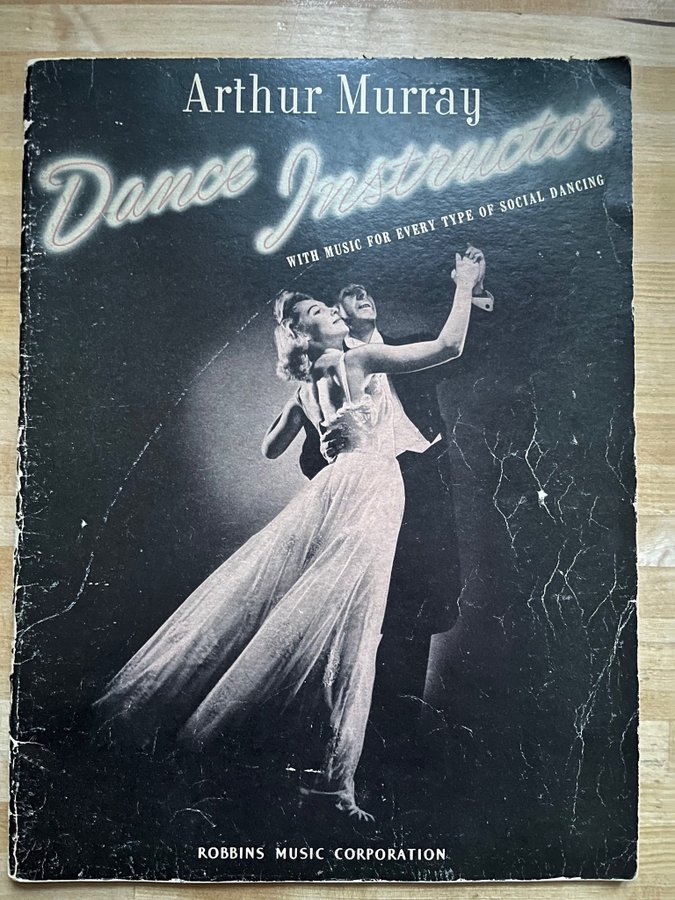 Arthur Murray
Dance Instructor
WITH MUSIC FOR EVERY TYPE OF SOCIAL DANCING
ROBBINS MUSIC CORPORATION